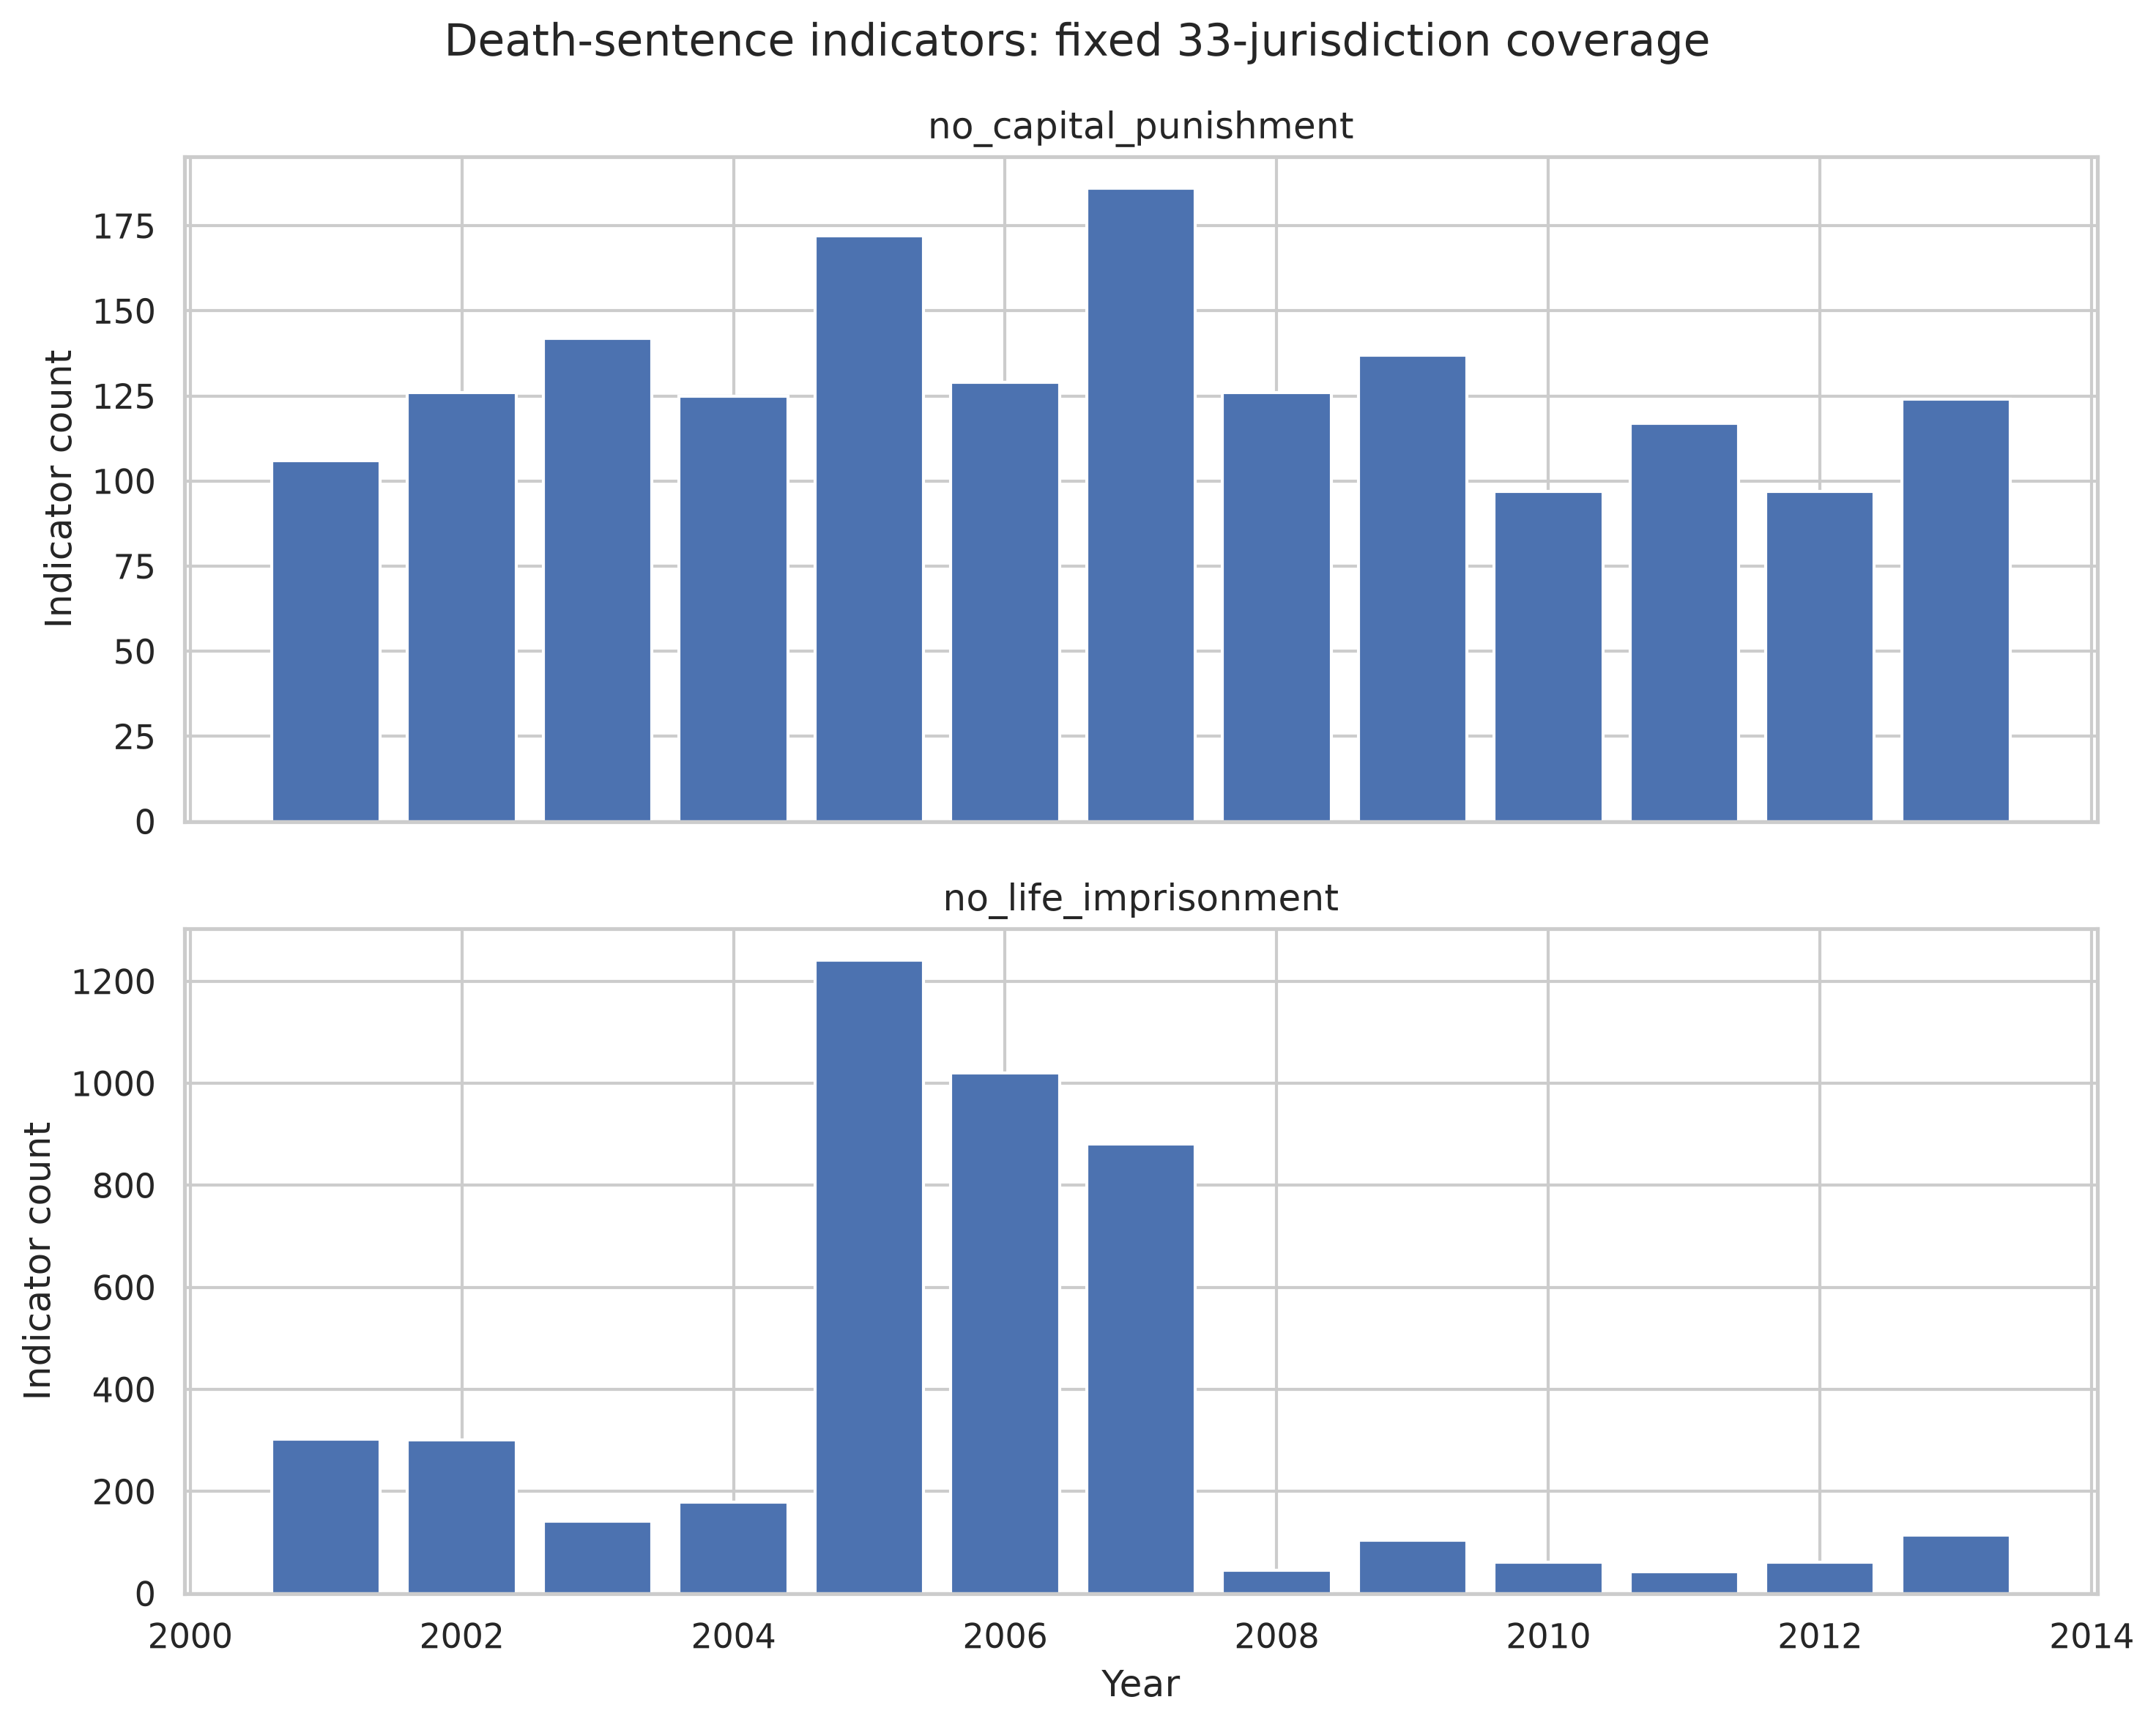 Death-sentence indicators: fixed 33-jurisdiction coverage
no_capital_punishment
Indicator count
175
150
125
100
75
50
25
0
no_life_imprisonment
Indicator count
1200
1000
800
600
400
200
0
2000 2002 2004 2006 2008 2010 2012 2014
Year